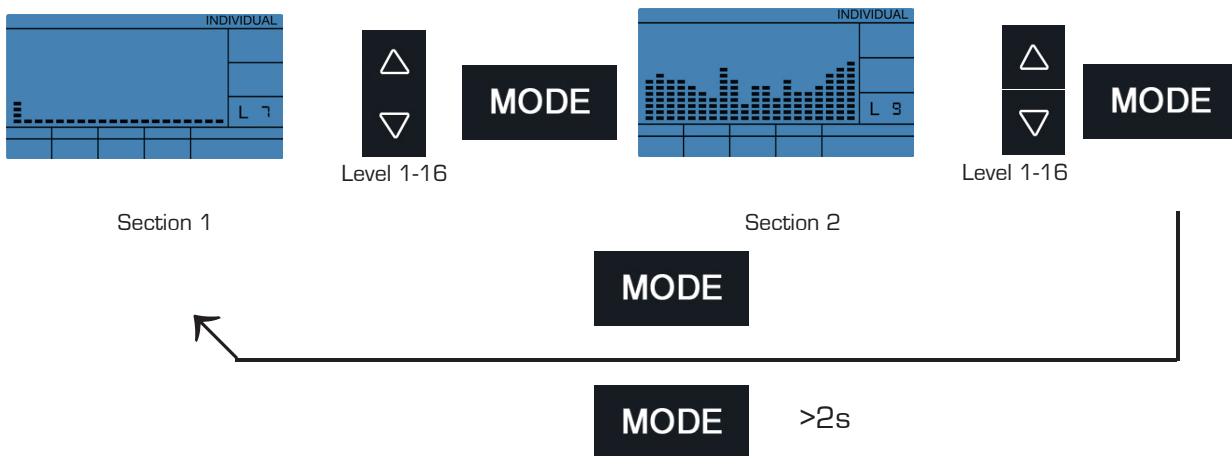 INDIVIDUAL
L 7
MODE
Level 1-16
Section 1
INDIVIDUAL
L 9
MODE
Level 1-16
Section 2
MODE
MODE
>2s